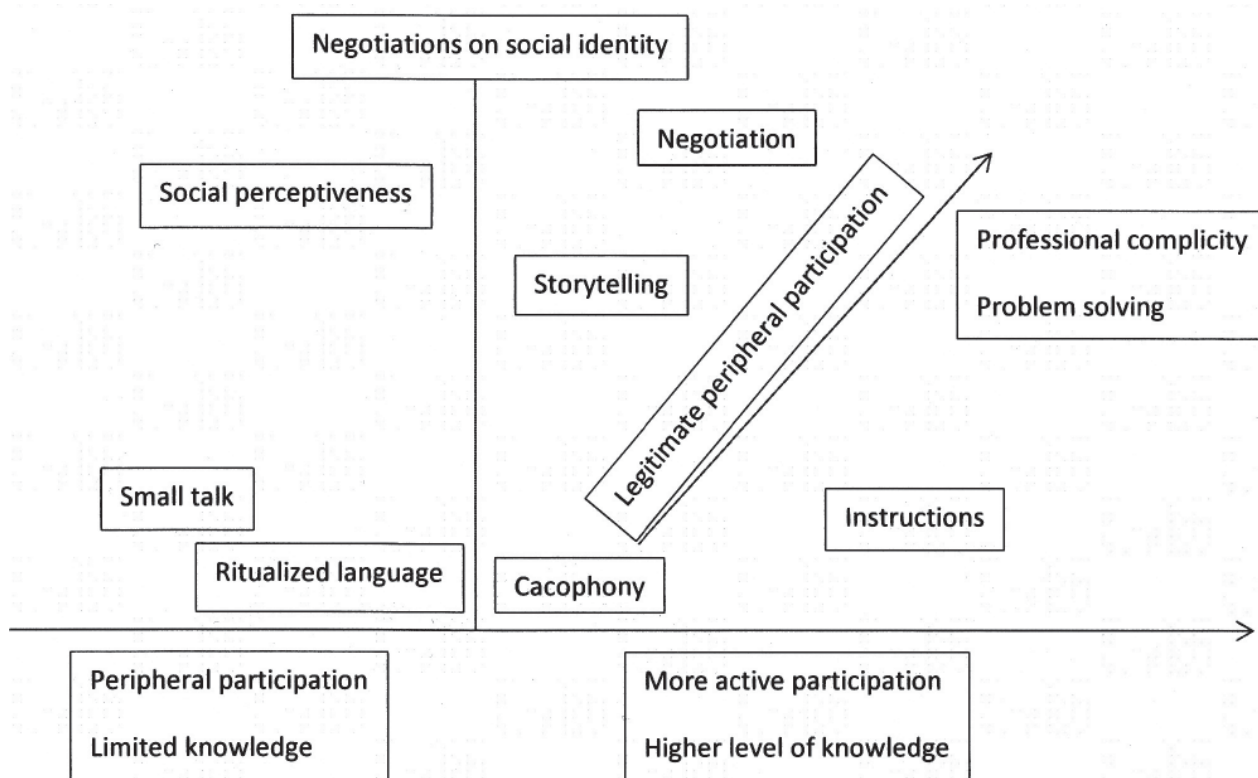 Negotiations on social identity
Negotiation
Social perceptiveness
Professional complicity
Storytelling
Problem solving
Legitimate peripheral participation
Small talk
Instructions
Ritualized language
Cacophony
Peripheral participation
Limited knowledge
More active participation
Higher level of knowledge